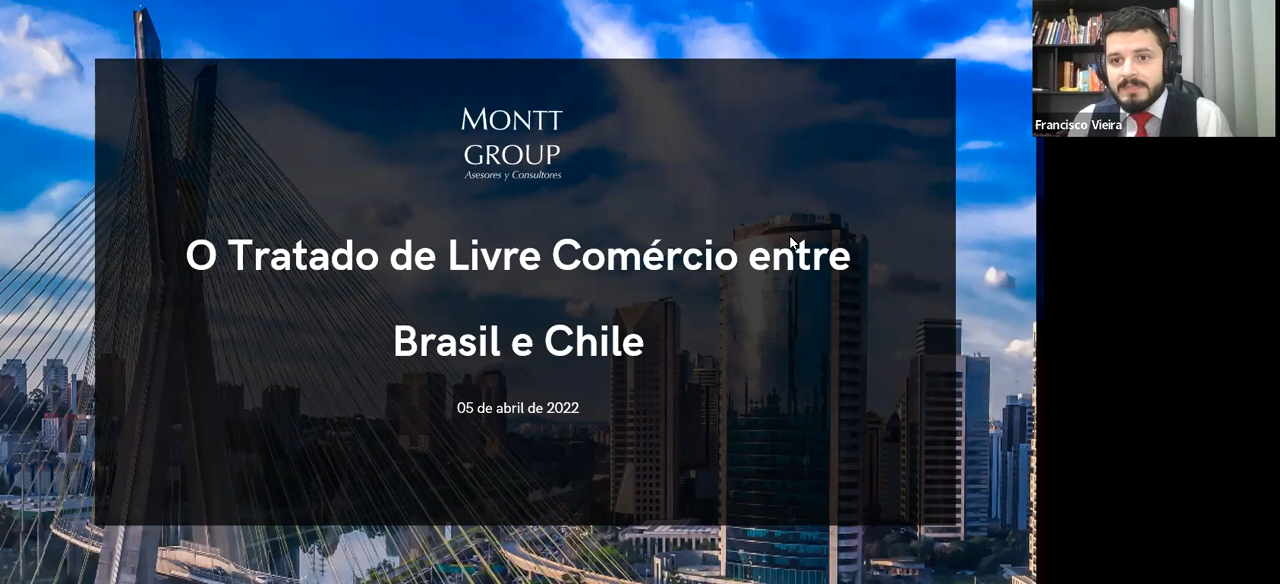 MONTT
GROUP
Asesores y Consultores
O Tratado de Livre Comércio entre
Brasil e Chile
05 de abril de 2022
Francisco Vieira